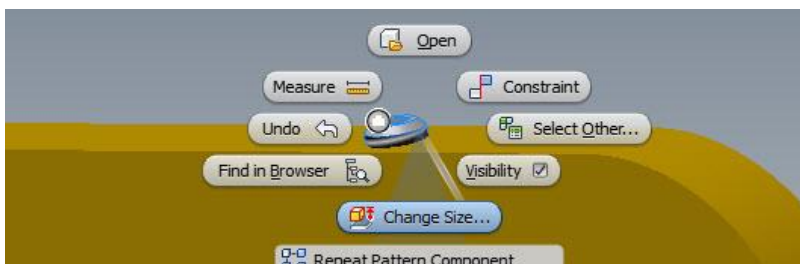 Open
Measure
Constraint
Undo
Select Other...
Find in Browser
Visibility
Change Size...
Repeat Pattern Component